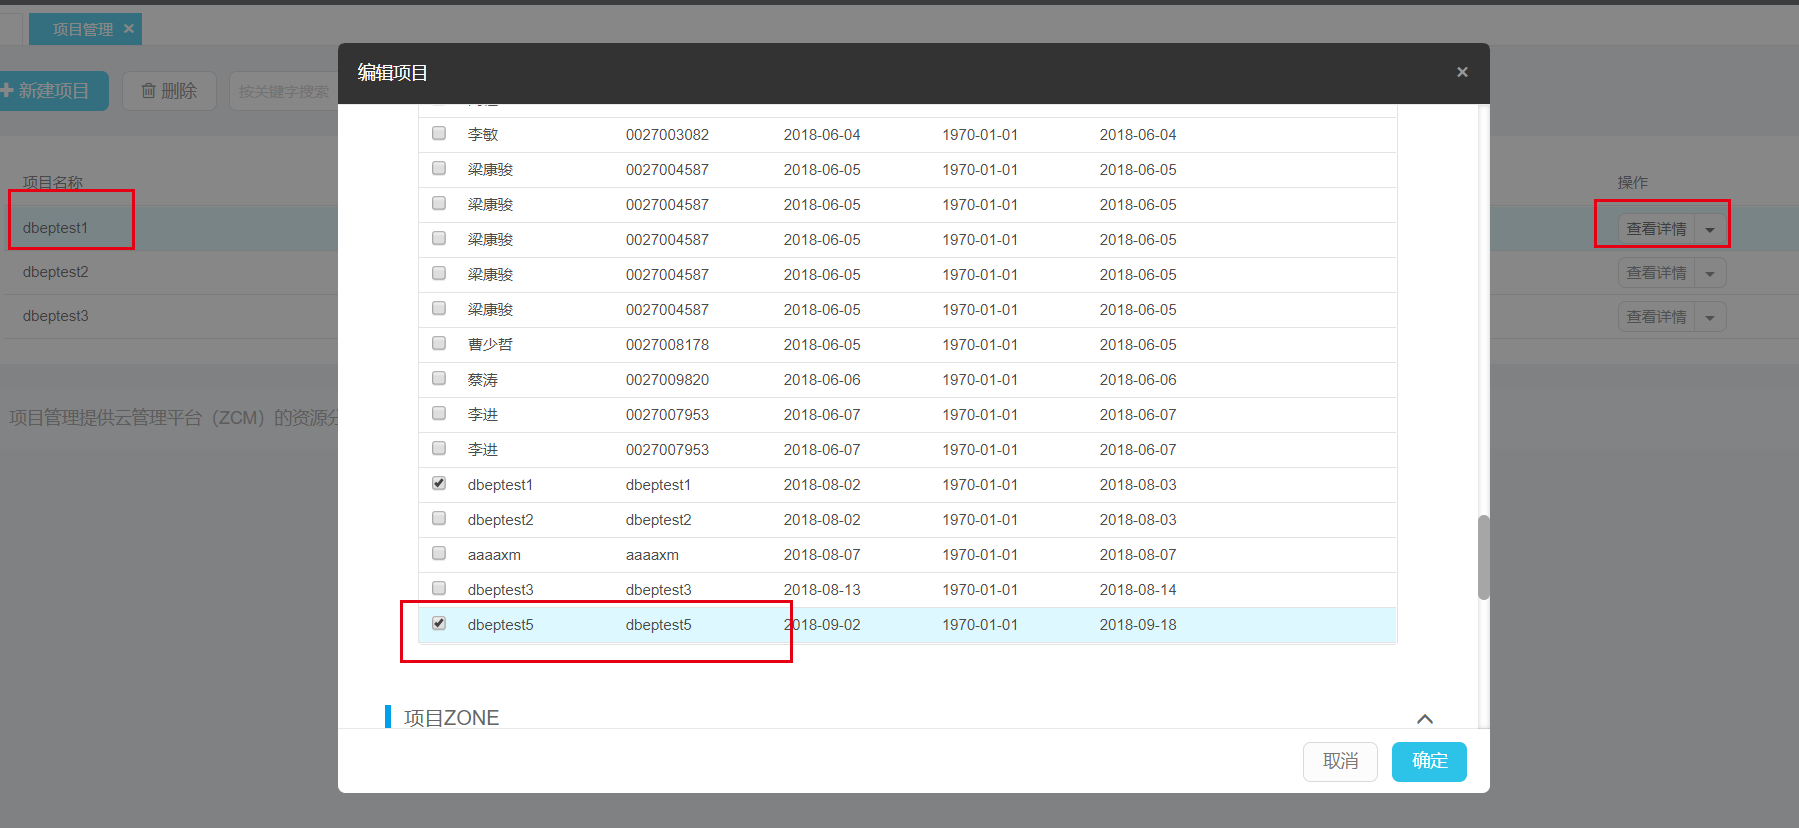 项目管理 ×
新建项目 删除 按关键字搜索
编辑项目 ×
项目名称 操作
dbeptest1 查看详情
dbeptest2 查看详情
dbeptest3 查看详情
项目管理提供云管理平台（ZCM）的资源分
李敏 0027003082 2018-06-04 1970-01-01 2018-06-04
梁康骏 0027004587 2018-06-05 1970-01-01 2018-06-05
梁康骏 0027004587 2018-06-05 1970-01-01 2018-06-05
梁康骏 0027004587 2018-06-05 1970-01-01 2018-06-05
梁康骏 0027004587 2018-06-05 1970-01-01 2018-06-05
梁康骏 0027004587 2018-06-05 1970-01-01 2018-06-05
曹少哲 0027008178 2018-06-05 1970-01-01 2018-06-05
蔡涛 0027009820 2018-06-06 1970-01-01 2018-06-06
李进 0027007953 2018-06-07 1970-01-01 2018-06-07
李进 0027007953 2018-06-07 1970-01-01 2018-06-07
dbeptest1 dbeptest1 2018-08-02 1970-01-01 2018-08-03
dbeptest2 dbeptest2 2018-08-02 1970-01-01 2018-08-03
aaaaxm aaaaxm 2018-08-07 1970-01-01 2018-08-07
dbeptest3 dbeptest3 2018-08-13 1970-01-01 2018-08-14
dbeptest5 dbeptest5 2018-09-02 1970-01-01 2018-09-18
项目ZONE
取消 确定